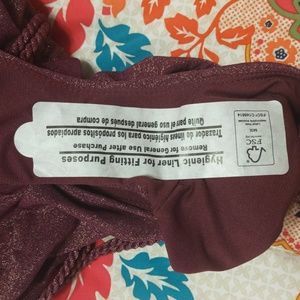 Hygienic Liner for Fitting Purposes
Remove for General Use after Purchase
Trazador de líneas higiénico para los propósitos apropiados
Quite para el uso general después de compra
FSC
MIX